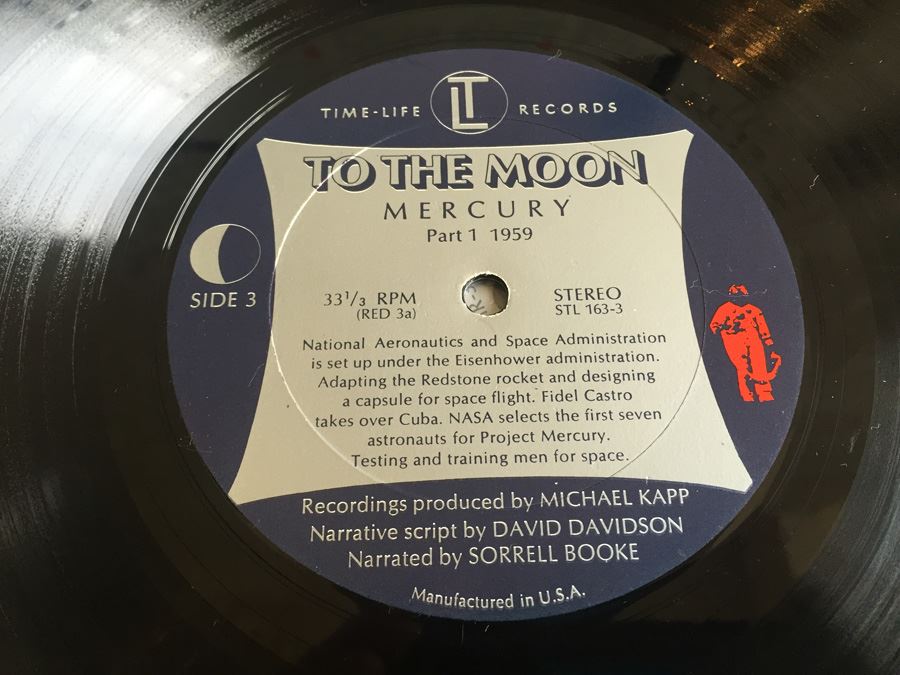 TIME-LIFE LT RECORDS
TO THE MOON
MERCURY
Part 1 1959
SIDE 3
33 1/3 RPM
(RED 3a)
STEREO
STL 163-3
National Aeronautics and Space Administration
is set up under the Eisenhower administration.
Adapting the Redstone rocket and designing
a capsule for space flight. Fidel Castro
takes over Cuba. NASA selects the first seven
astronauts for Project Mercury.
Testing and training men for space.
Recordings produced by MICHAEL KAPP
Narrative script by DAVID DAVIDSON
Narrated by SORRELL BOOKE
Manufactured in U.S.A.